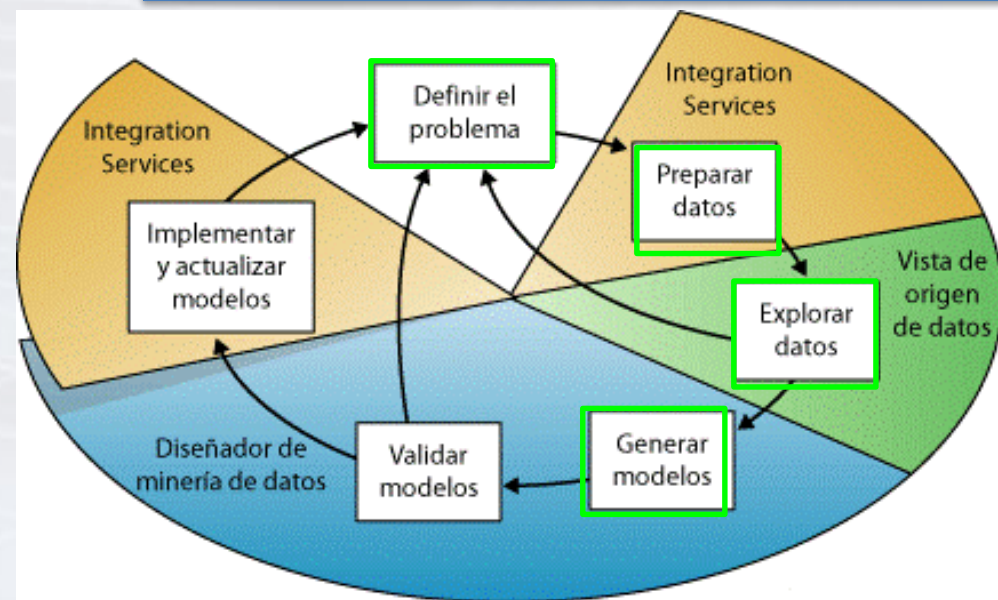 Definir el
problema
Integration
Services
Preparar
datos
Vista de
origen
de datos
Explorar
datos
Generar
modelos
Validar
modelos
Diseñador de
minería de datos
Implementar
y actualizar
modelos
Integration
Services